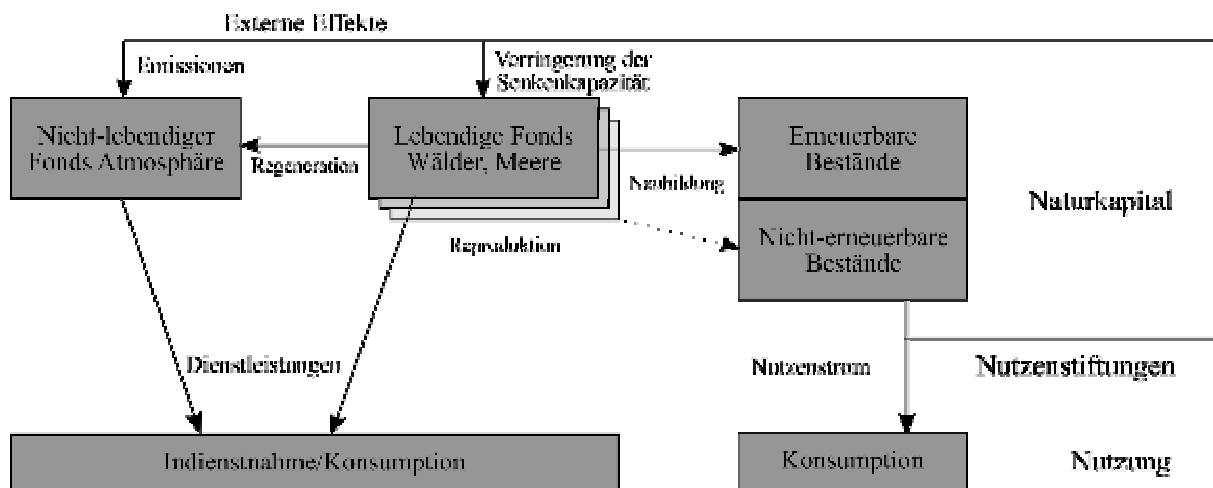 Externe Effekte
Emissionen
Verringerung der
Senkenkapazität
Nicht-lebendiger
Fonds Atmosphäre
Regeneration
Lebendige Fonds
Wälder, Meere
Neubildung
Reproduktion
Erneuerbare
Bestände
Nicht-erneuerbare
Bestände
Naturkapital
Dienstleistungen
Nutzenstrom
Nutzenstiftungen
Indienstnahme/Konsumption
Konsumption
Nutzung